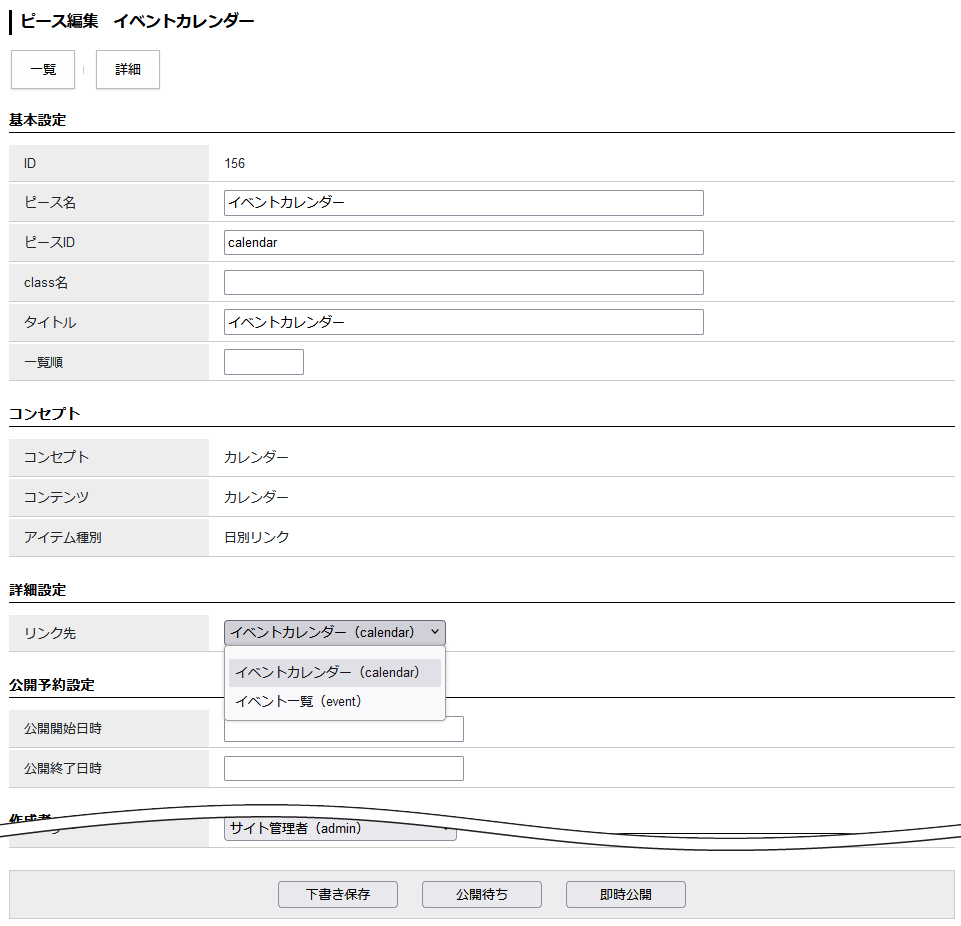 ピース編集　イベントカレンダー
一覧 詳細
基本設定
ID 156
ピース名 イベントカレンダー
ピースID calendar
class名
タイトル イベントカレンダー
一覧順
コンセプト
コンセプト カレンダー
コンテンツ カレンダー
アイテム種別 日別リンク
詳細設定
リンク先 イベントカレンダー（calendar）
イベントカレンダー（calendar）
イベント一覧（event）
公開予約設定
公開開始日時
公開終了日時
作成者
サイト管理者（admin）
下書き保存 公開待ち 即時公開